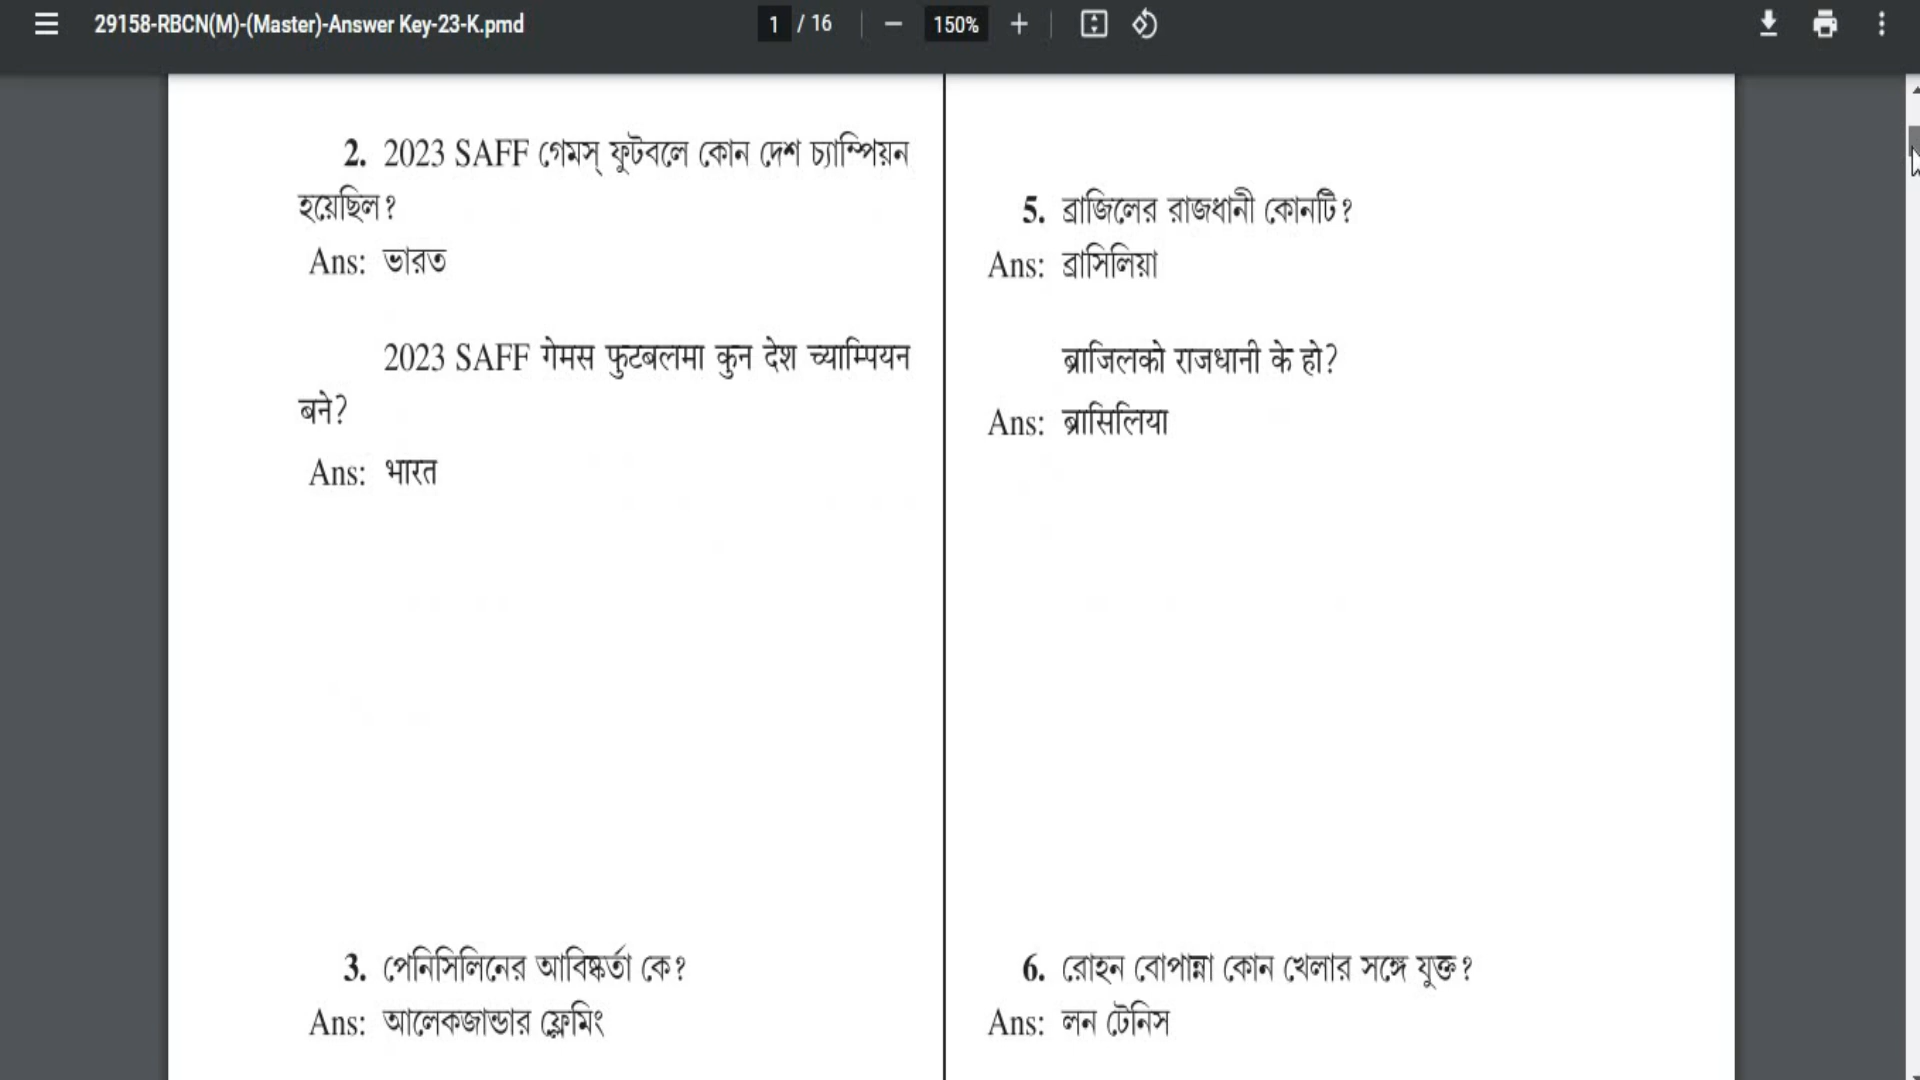 29158-RBCN(M)-(Master)-Answer Key-23-K.pmd
1 / 16
150%
2. 2023 SAFF গেমস্ ফুটবলে কোন দেশ চ্যাম্পিয়ন
হয়েছিল?
Ans: ভারত
2023 SAFF गेमस फुटबलमा कुन देश च्याम्पियन
बने?
Ans: भारत
3. পেনিসিলিনের আবিষ্কর্তা কে?
Ans: আলেকজান্ডার ফ্লেমিং
5. ব্রাজিলের রাজধানী কোনটি?
Ans: ব্রাসিলিয়া
ब्राजिलको राजधानी के हो?
Ans: ब्रासिलिया
6. রোহন বোপান্না কোন খেলার সঙ্গে যুক্ত?
Ans: লন টেনিস